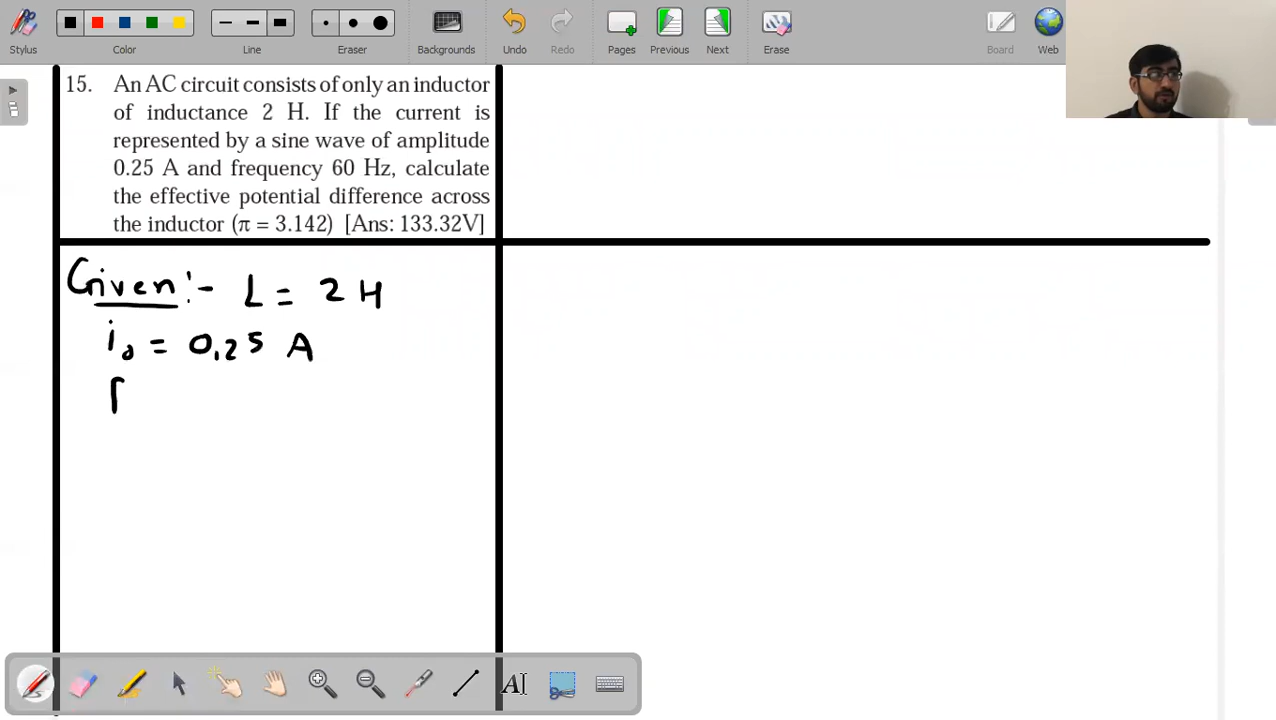 Stylus
Color
Line
Eraser
Backgrounds
Undo
Redo
Pages
Previous
Next
Erase
Board
Web
15. An AC circuit consists of only an inductor
of inductance 2 H. If the current is
represented by a sine wave of amplitude
0.25 A and frequency 60 Hz, calculate
the effective potential difference across
the inductor (π = 3.142) [Ans: 133.32V]
Given:- L = 2 H
i₀ = 0.25 A